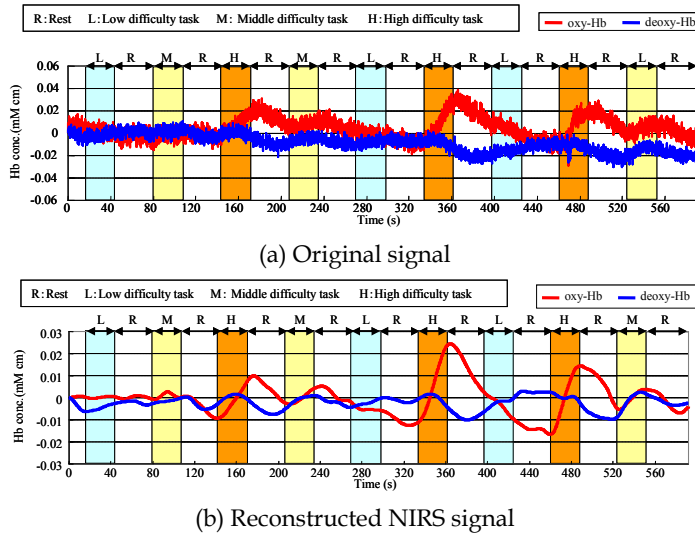 R:Rest L:Low difficulty task M: Middle difficulty task H:High difficulty task oxy-Hb deoxy-Hb
L R M R H R M R L R H R L R H R L R
0.06
0.04
0.02
0
-0.02
-0.04
-0.06
Hb conc.(mM cm)
0 40 80 120 160 200 240 280 320 360 400 440 480 520 560
Time (s)
(a) Original signal
R:Rest L:Low difficulty task M: Middle difficulty task H:High difficulty task oxy-Hb deoxy-Hb
L R M R H R M R L R H R L R H R M R
0.03
0.02
0.01
0
-0.01
-0.02
-0.03
Hb conc.(mM cm)
0 40 80 120 160 200 240 280 320 360 400 440 480 520 560
Time (s)
(b) Reconstructed NIRS signal